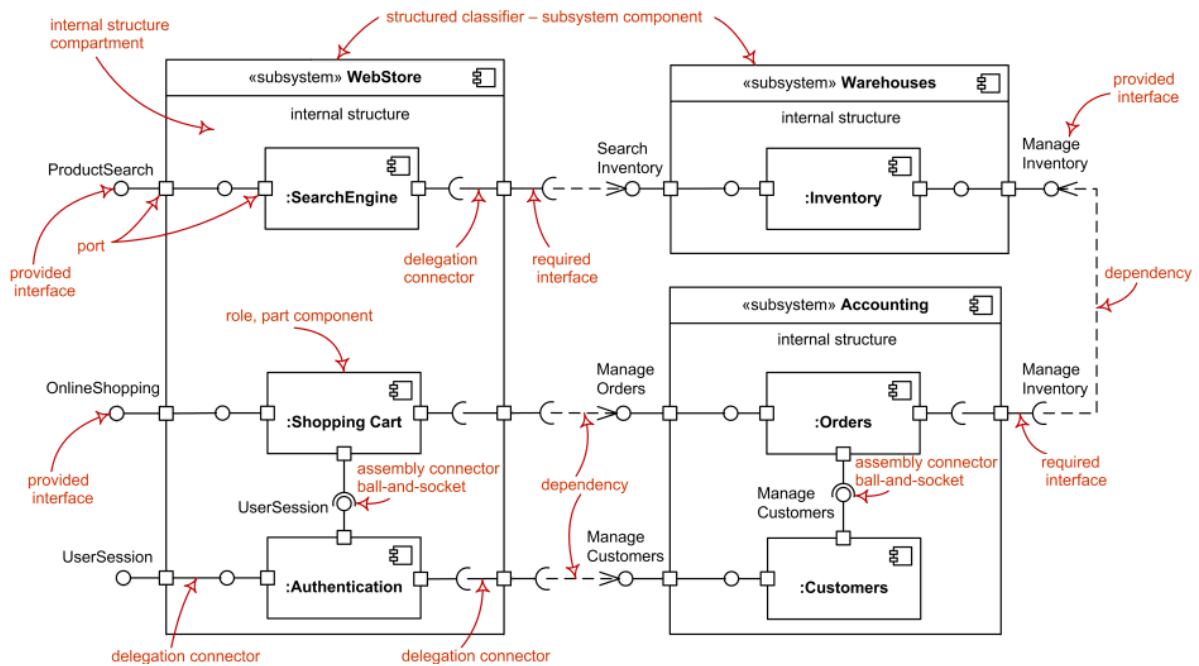 structured classifier – subsystem component
internal structure
compartment
«subsystem» WebStore
internal structure
«subsystem» Warehouses
internal structure
provided
interface
ProductSearch
:SearchEngine
Search
Inventory
:Inventory
Manage
Inventory
port
provided
interface
delegation
connector
required
interface
dependency
«subsystem» Accounting
internal structure
role, part component
OnlineShopping
:Shopping Cart
Manage
Orders
:Orders
Manage
Inventory
provided
interface
assembly connector
ball-and-socket
dependency
assembly connector
ball-and-socket
required
interface
UserSession
Manage
Customers
UserSession
:Authentication
Manage
Customers
:Customers
delegation connector
delegation connector